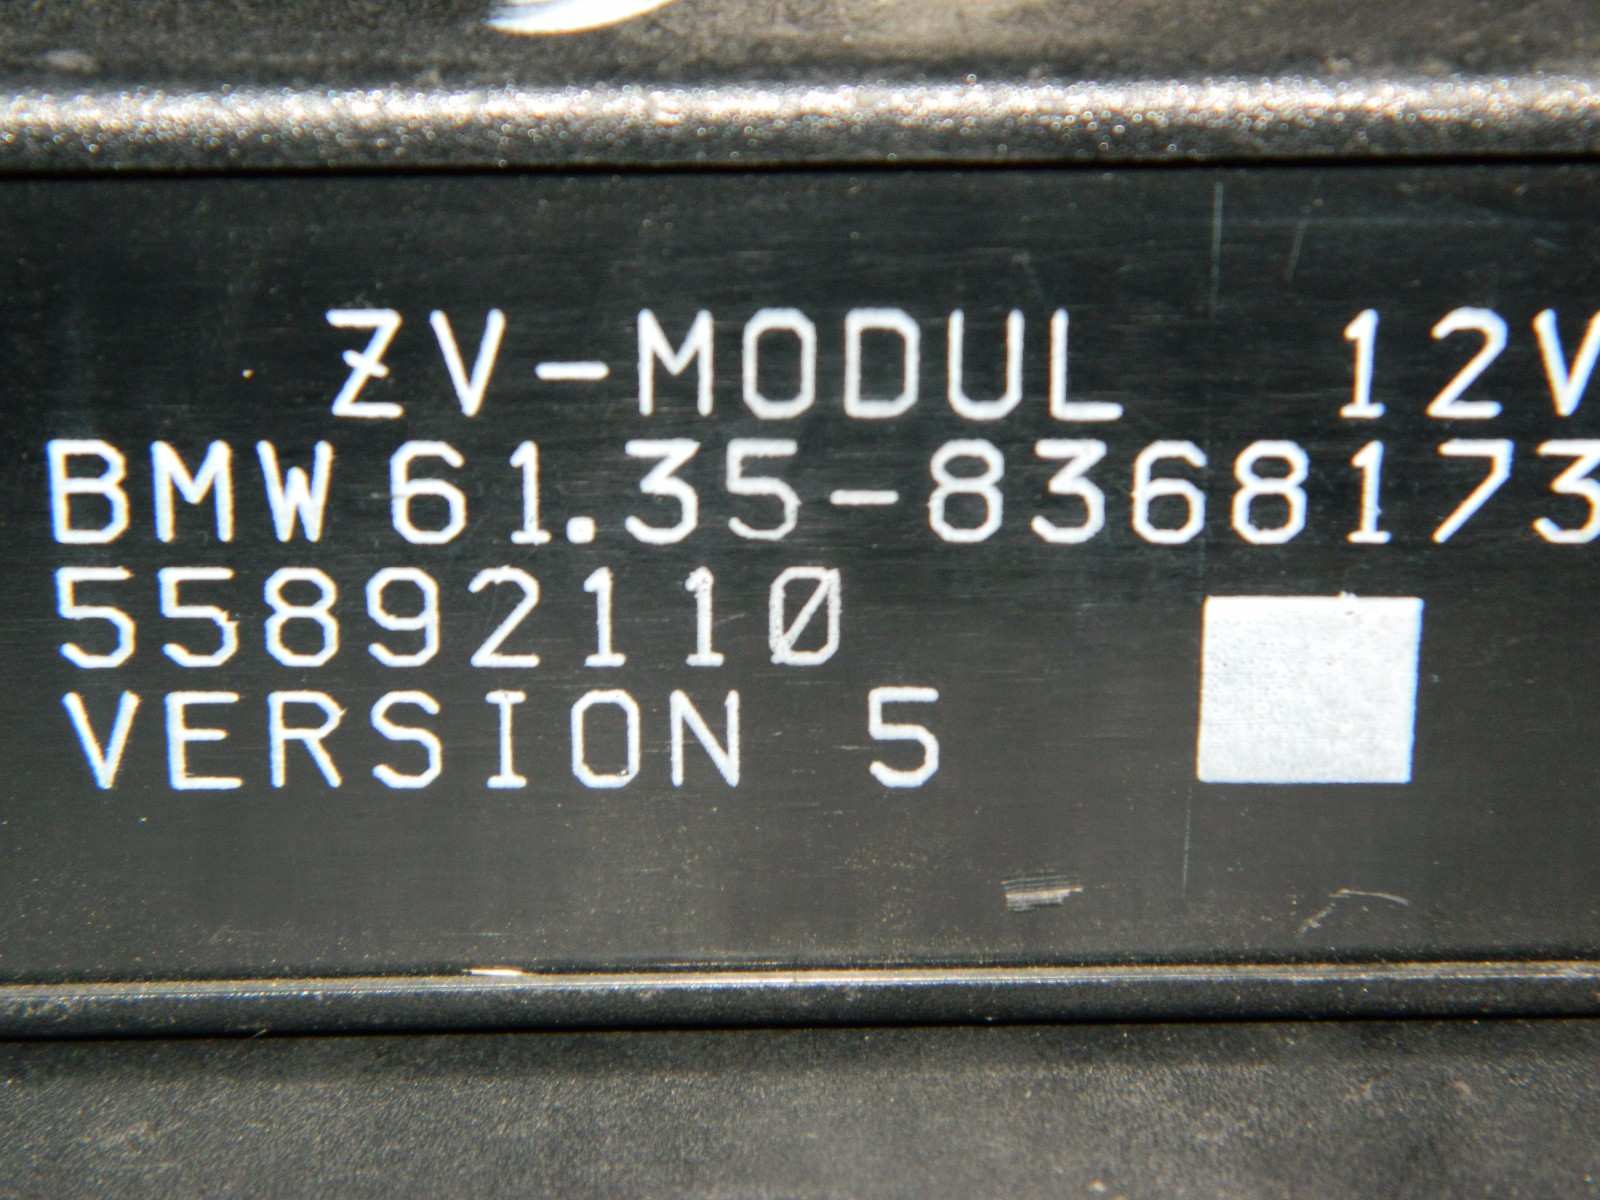 ZV-MODUL 12V
BMW 61.35-8368173
55892110
VERSION 5